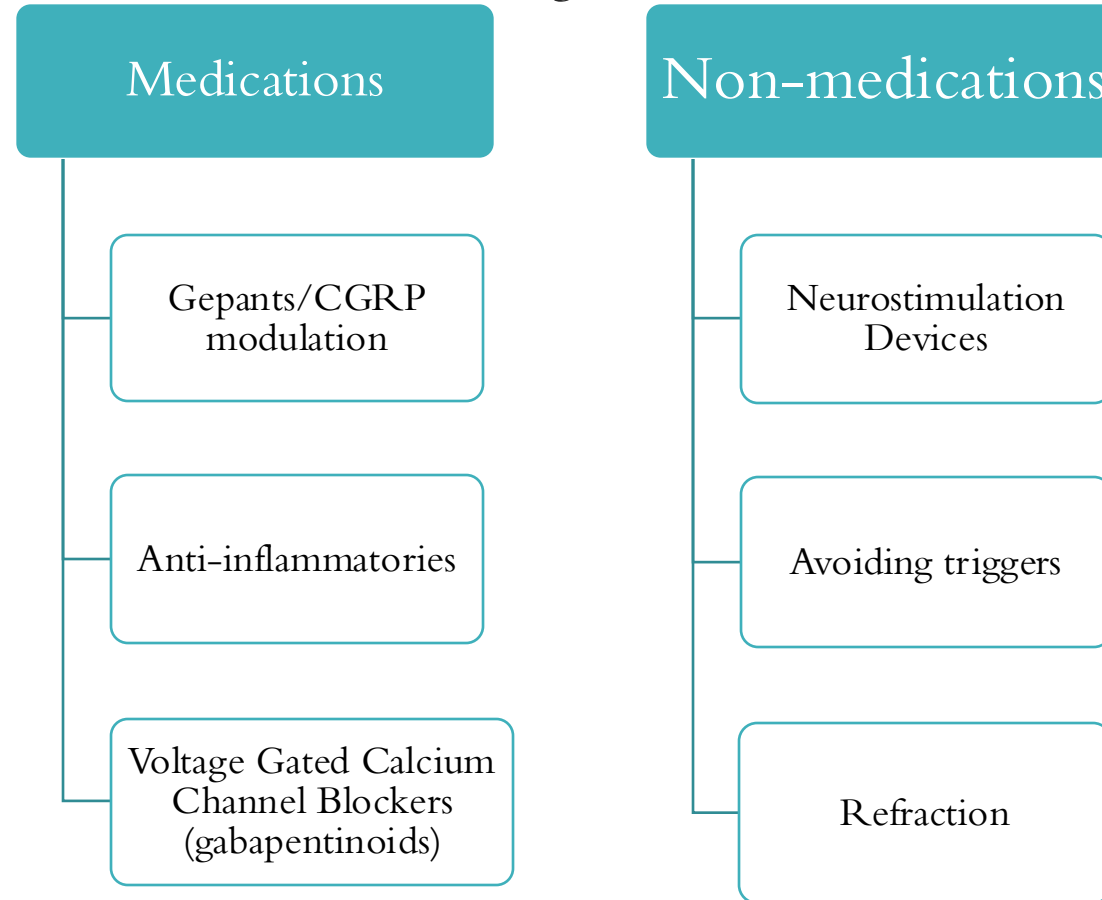 Medications
Gepants/CGRP
modulation
Anti-inflammatories
Voltage Gated Calcium
Channel Blockers
(gabapentinoids)
Non-medications
Neurostimulation
Devices
Avoiding triggers
Refraction